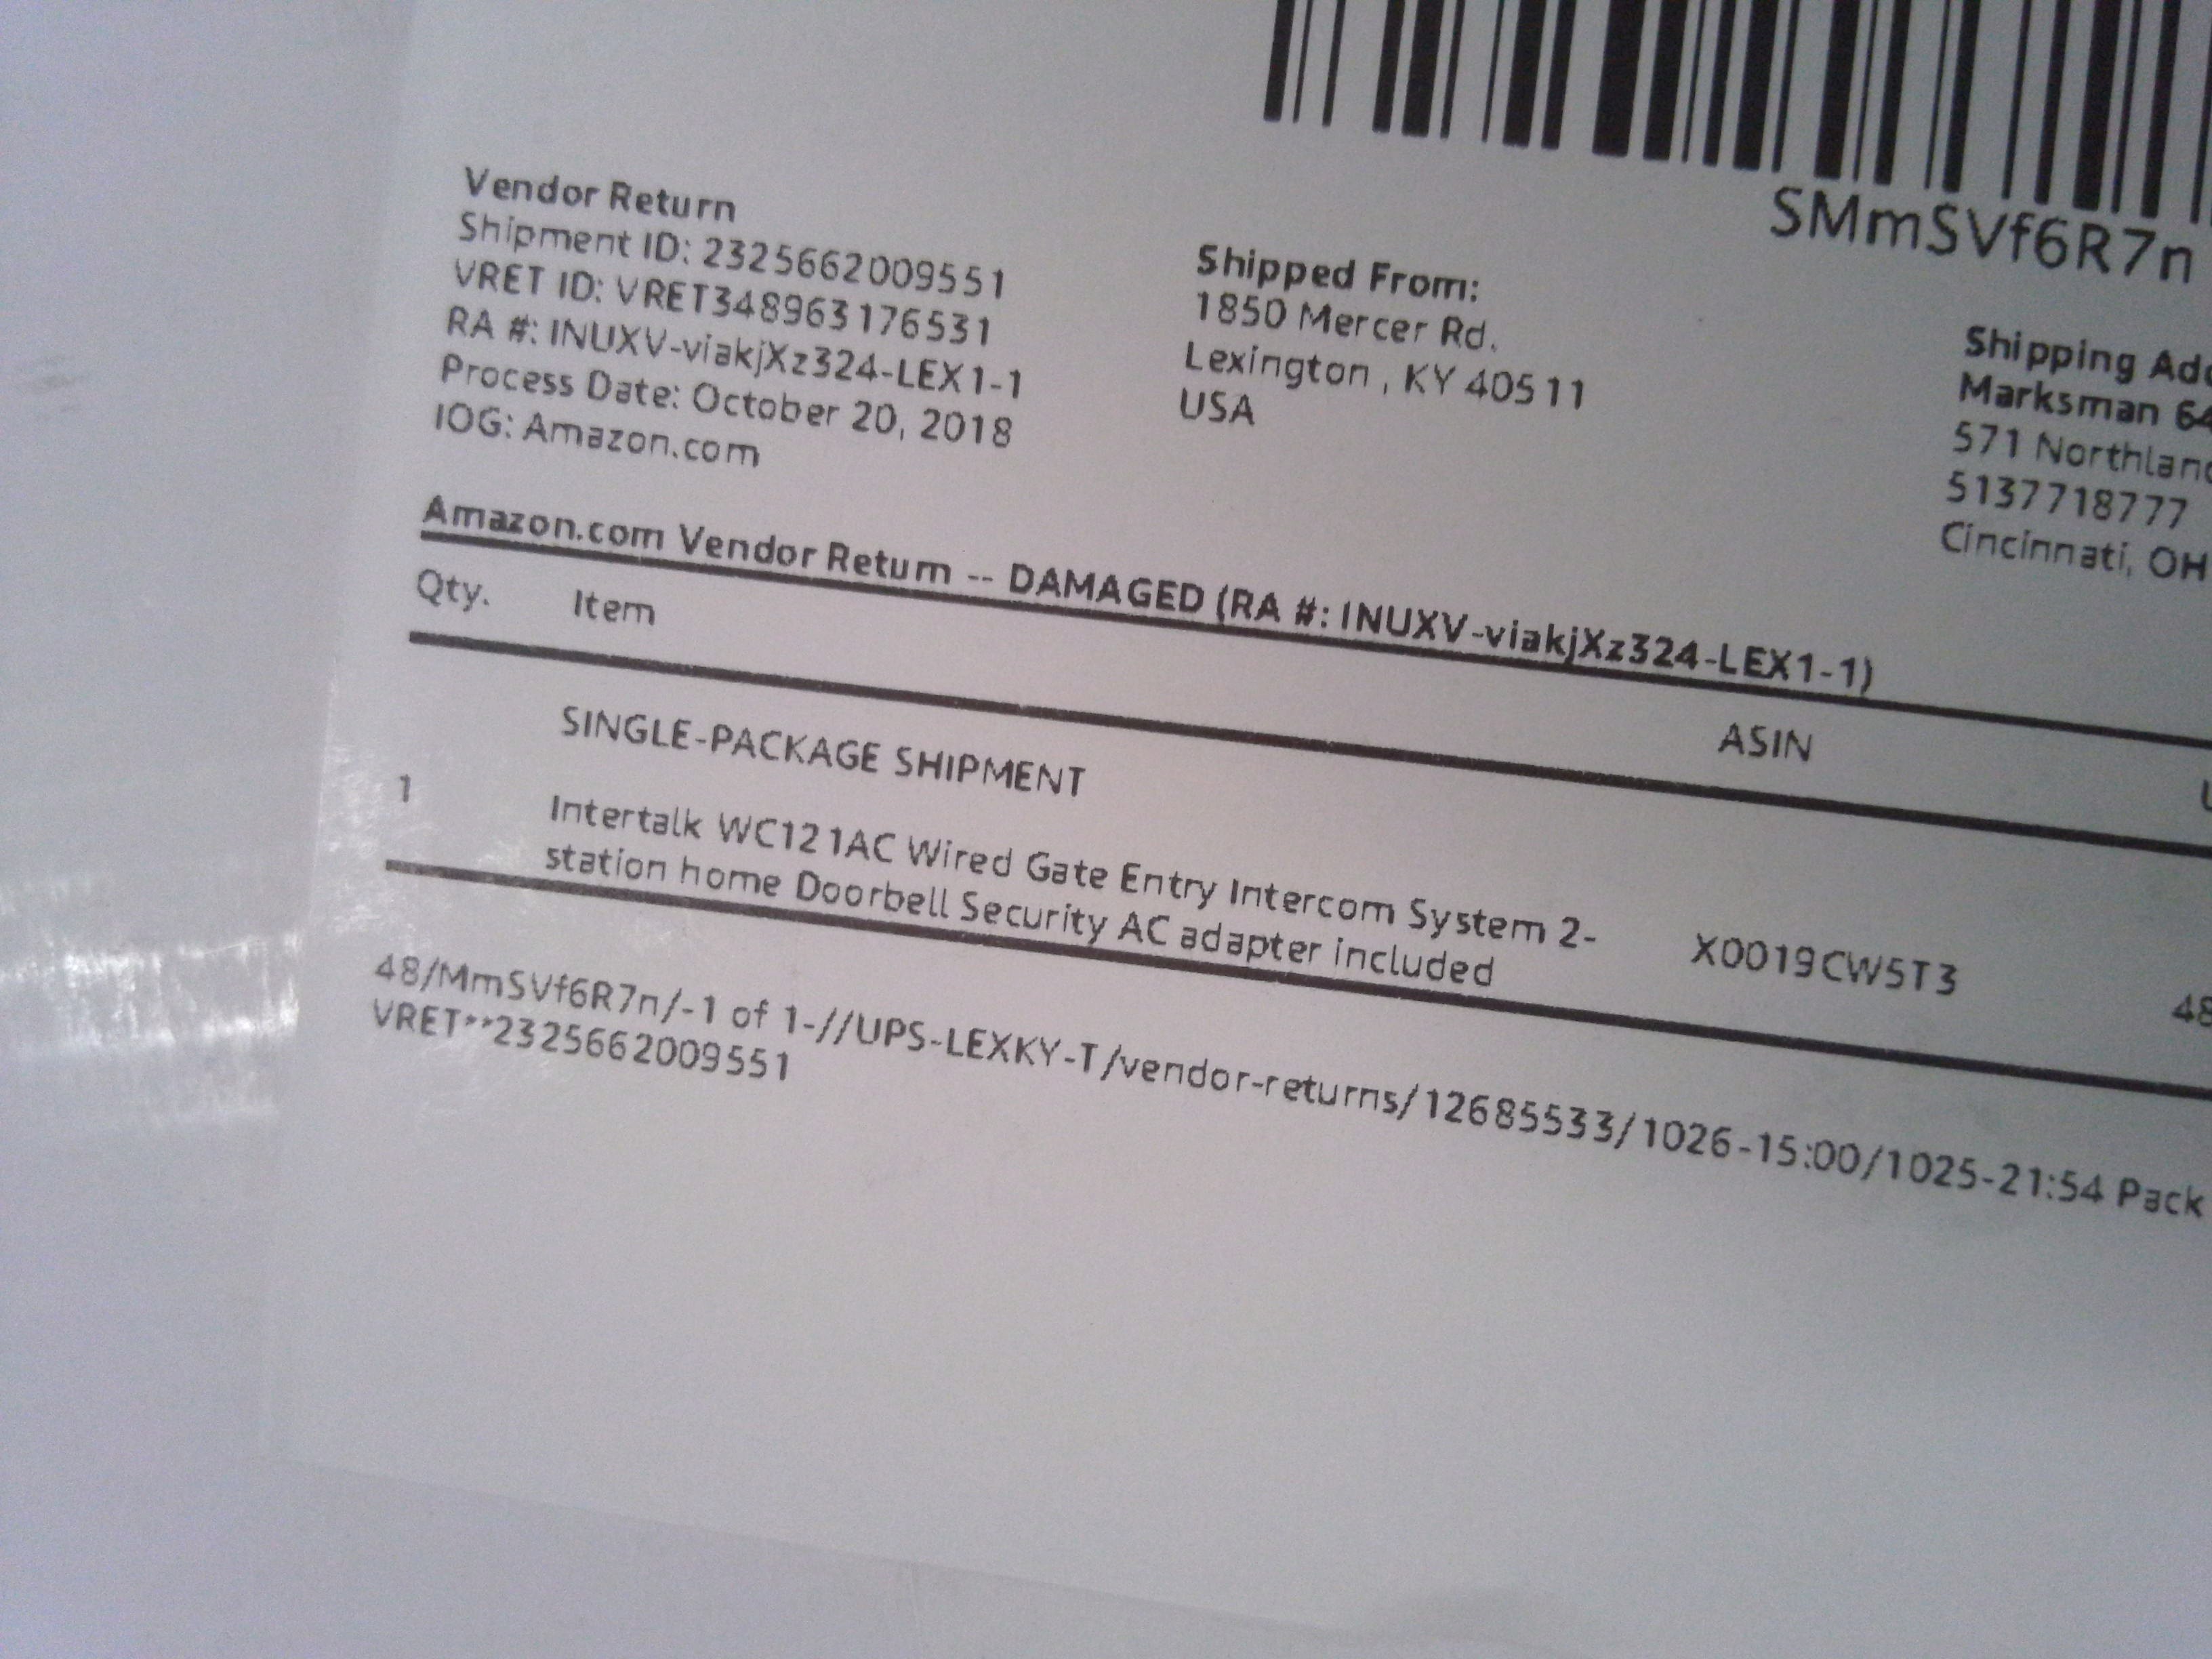 SMmSVf6R7n
Vendor Return
Shipment ID: 2325662009551
VRET ID: VRET348963176531
RA #: INUXV-viakjXz324-LEX1-1
Process Date: October 20, 2018
IOG: Amazon.com
Shipped From:
1850 Mercer Rd.
Lexington , KY 40511
USA
Shipping
Marksman 64
571
5137718777
Cincinnati, OH
Amazon.com Vendor Return -- DAMAGED (RA #: INUXV-viakjXz324-LEX1-1)
Qty. Item ASIN
SINGLE-PACKAGE SHIPMENT
1 Intertalk WC121AC Wired Gate Entry Intercom System 2-
station home Doorbell Security AC adapter included X0019CW5T3
48/MmSVf6R7n/-1 of 1-//UPS-LEXKY-T/vendor-returns/12685533/1026-15:00/1025-21:54 Pack
VRET**2325662009551